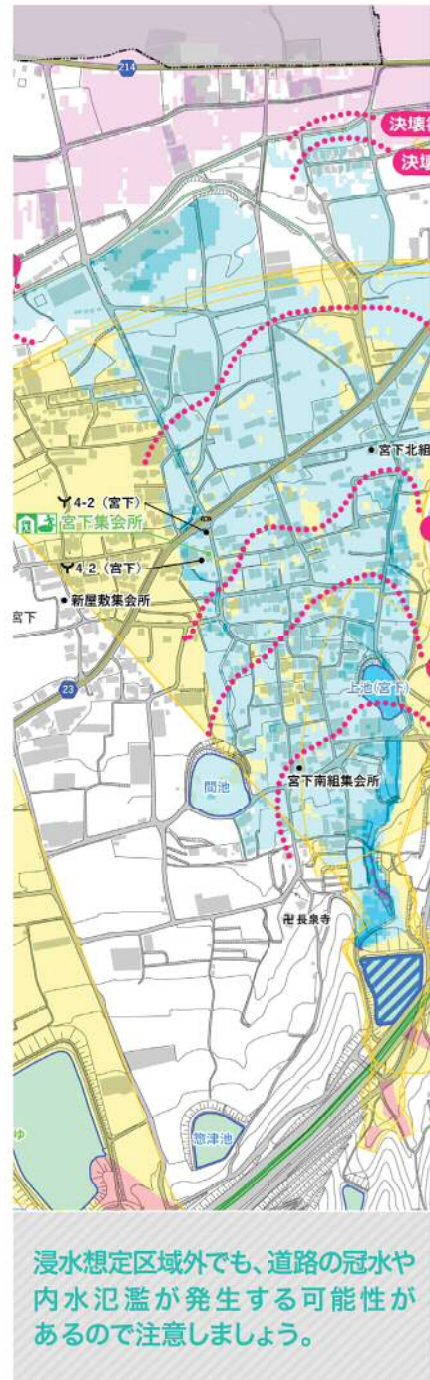 214
決壊
決壊
宮下北組
4-2（宮下）
宮下集会所
4-2（宮下）
新屋敷集会所
宮下
23
上池(宮下)
間池
宮下南組集会所
卍長泉寺
惣津池
ゆ
浸水想定区域外でも、道路の冠水や
内水氾濫が発生する可能性が
あるので注意しましょう。